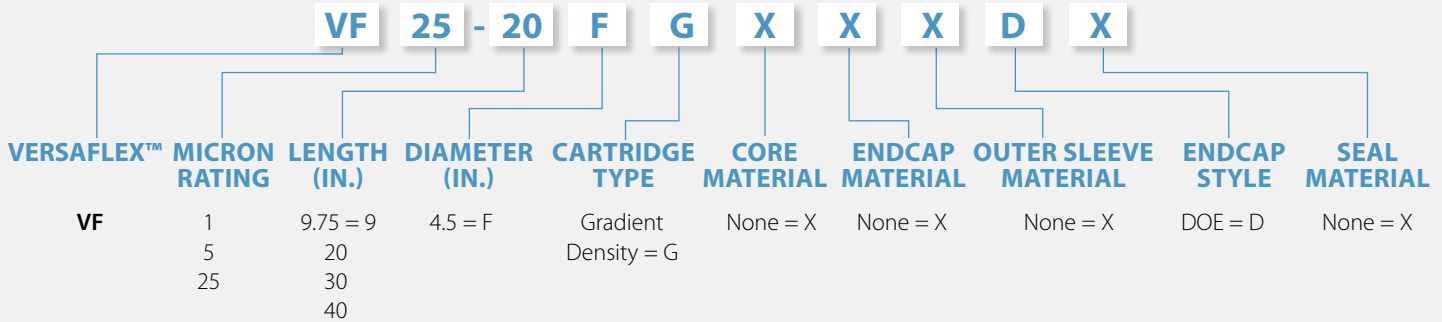 VF 25 - 20 F G X X X D X
VERSAFLEX™ MICRON LENGTH DIAMETER CARTRIDGE CORE ENDCAP OUTER SLEEVE ENDCAP SEAL
RATING (IN.) (IN.) TYPE MATERIAL MATERIAL MATERIAL STYLE MATERIAL
VF 1 9.75 = 9 4.5 = F Gradient None = X None = X None = X DOE = D None = X
5 20 Density = G
25 30
40